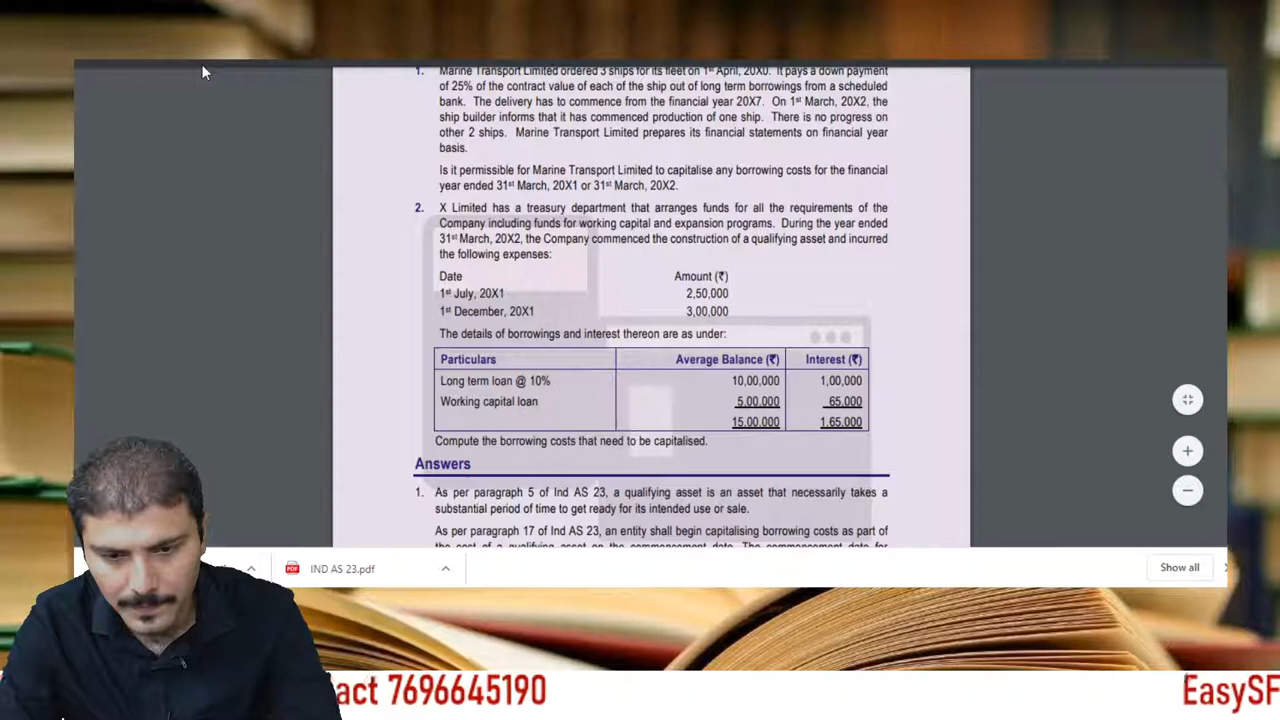 1. Marine Transport Limited ordered 3 ships for its fleet on 1st April, 20X0. It pays a down payment
of 25% of the contract value of each of the ship out of long term borrowings from a scheduled
bank. The delivery has to commence from the financial year 20X7. On 1st March, 20X2, the
ship builder informs that it has commenced production of one ship. There is no progress on
other 2 ships. Marine Transport Limited prepares its financial statements on financial year
basis.
Is it permissible for Marine Transport Limited to capitalise any borrowing costs for the financial
year ended 31st March, 20X1 or 31st March, 20X2.
2. X Limited has a treasury department that arranges funds for all the requirements of the
Company including funds for working capital and expansion programs. During the year ended
31st March, 20X2, the Company commenced the construction of a qualifying asset and incurred
the following expenses:
Date Amount (₹)
1st July, 20X1 2,50,000
1st December, 20X1 3,00,000
The details of borrowings and interest thereon are as under:
Particulars Average Balance (₹) Interest (₹)
Long term loan @ 10% 10,00,000 1,00,000
Working capital loan 5,00,000 65,000
15,00,000 1,65,000
Compute the borrowing costs that need to be capitalised.
Answers
1. As per paragraph 5 of Ind AS 23, a qualifying asset is an asset that necessarily takes a
substantial period of time to get ready for its intended use or sale.
As per paragraph 17 of Ind AS 23, an entity shall begin capitalising borrowing costs as part of
the cost of a qualifying asset on the commencement date. The commencement date for
IND AS 23.pdf
Show all
act 7696645190
EasySF